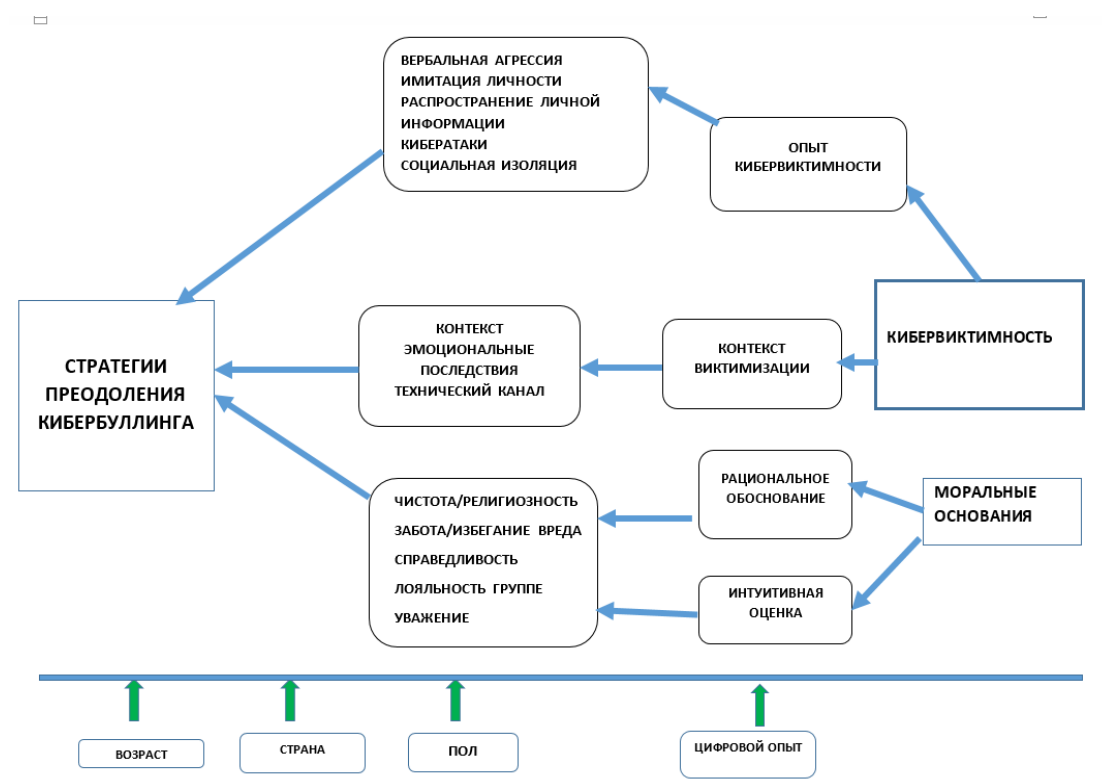 ВЕРБАЛЬНАЯ АГРЕССИЯ
ИМИТАЦИЯ ЛИЧНОСТИ
РАСПРОСТРАНЕНИЕ ЛИЧНОЙ
ИНФОРМАЦИИ
КИБЕРАТАКИ
СОЦИАЛЬНАЯ ИЗОЛЯЦИЯ
ОПЫТ
КИБЕРВИКТИМНОСТИ
СТРАТЕГИИ
ПРЕОДОЛЕНИЯ
КИБЕРБУЛЛИНГА
КОНТЕКСТ
ЭМОЦИОНАЛЬНЫЕ
ПОСЛЕДСТВИЯ
ТЕХНИЧЕСКИЙ КАНАЛ
КОНТЕКСТ
ВИКТИМИЗАЦИИ
КИБЕРВИКТИМНОСТЬ
ЧИСТОТА/РЕЛИГИОЗНОСТЬ
ЗАБОТА/ИЗБЕГАНИЕ ВРЕДА
СПРАВЕДЛИВОСТЬ
ЛОЯЛЬНОСТЬ ГРУППЕ
УВАЖЕНИЕ
РАЦИОНАЛЬНОЕ
ОБОСНОВАНИЕ
МОРАЛЬНЫЕ
ОСНОВАНИЯ
ИНТУИТИВНАЯ
ОЦЕНКА
ВОЗРАСТ
СТРАНА
ПОЛ
ЦИФРОВОЙ ОПЫТ